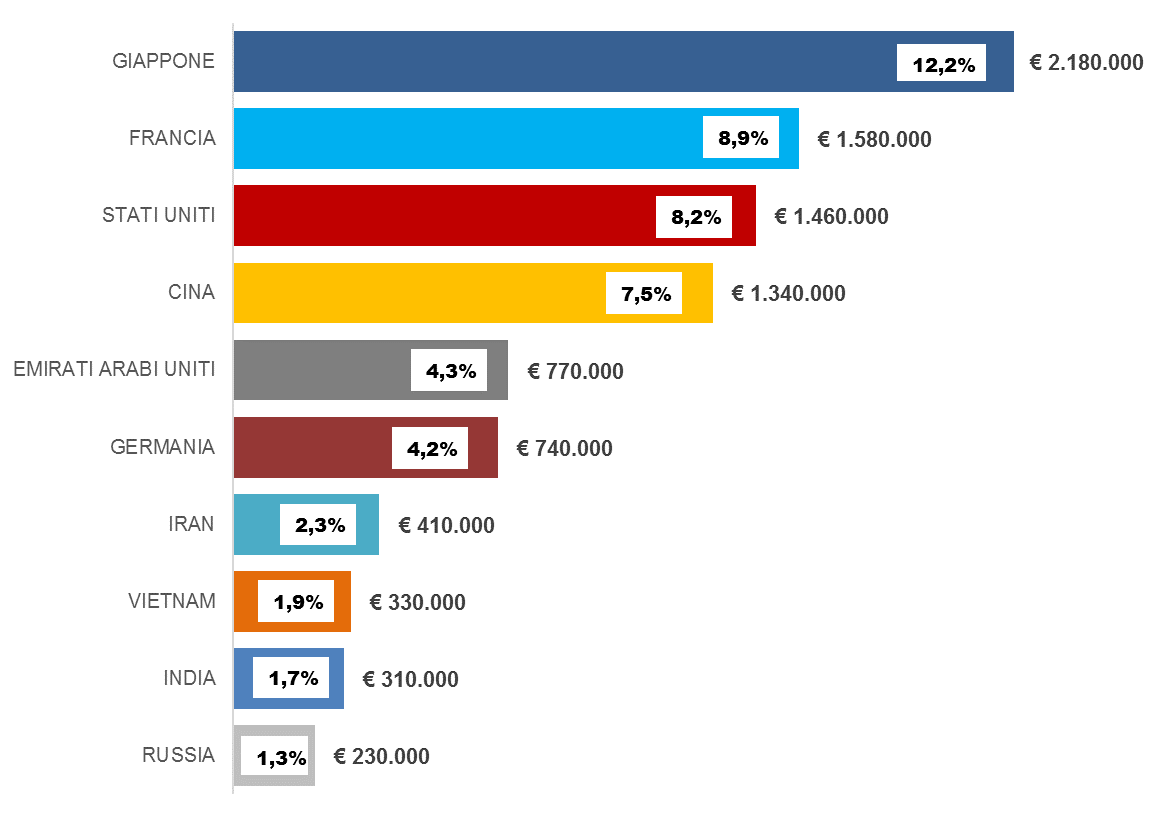 GIAPPONE 12,2% € 2.180.000
FRANCIA 8,9% € 1.580.000
STATI UNITI 8,2% € 1.460.000
CINA 7,5% € 1.340.000
EMIRATI ARABI UNITI 4,3% € 770.000
GERMANIA 4,2% € 740.000
IRAN 2,3% € 410.000
VIETNAM 1,9% € 330.000
INDIA 1,7% € 310.000
RUSSIA 1,3% € 230.000